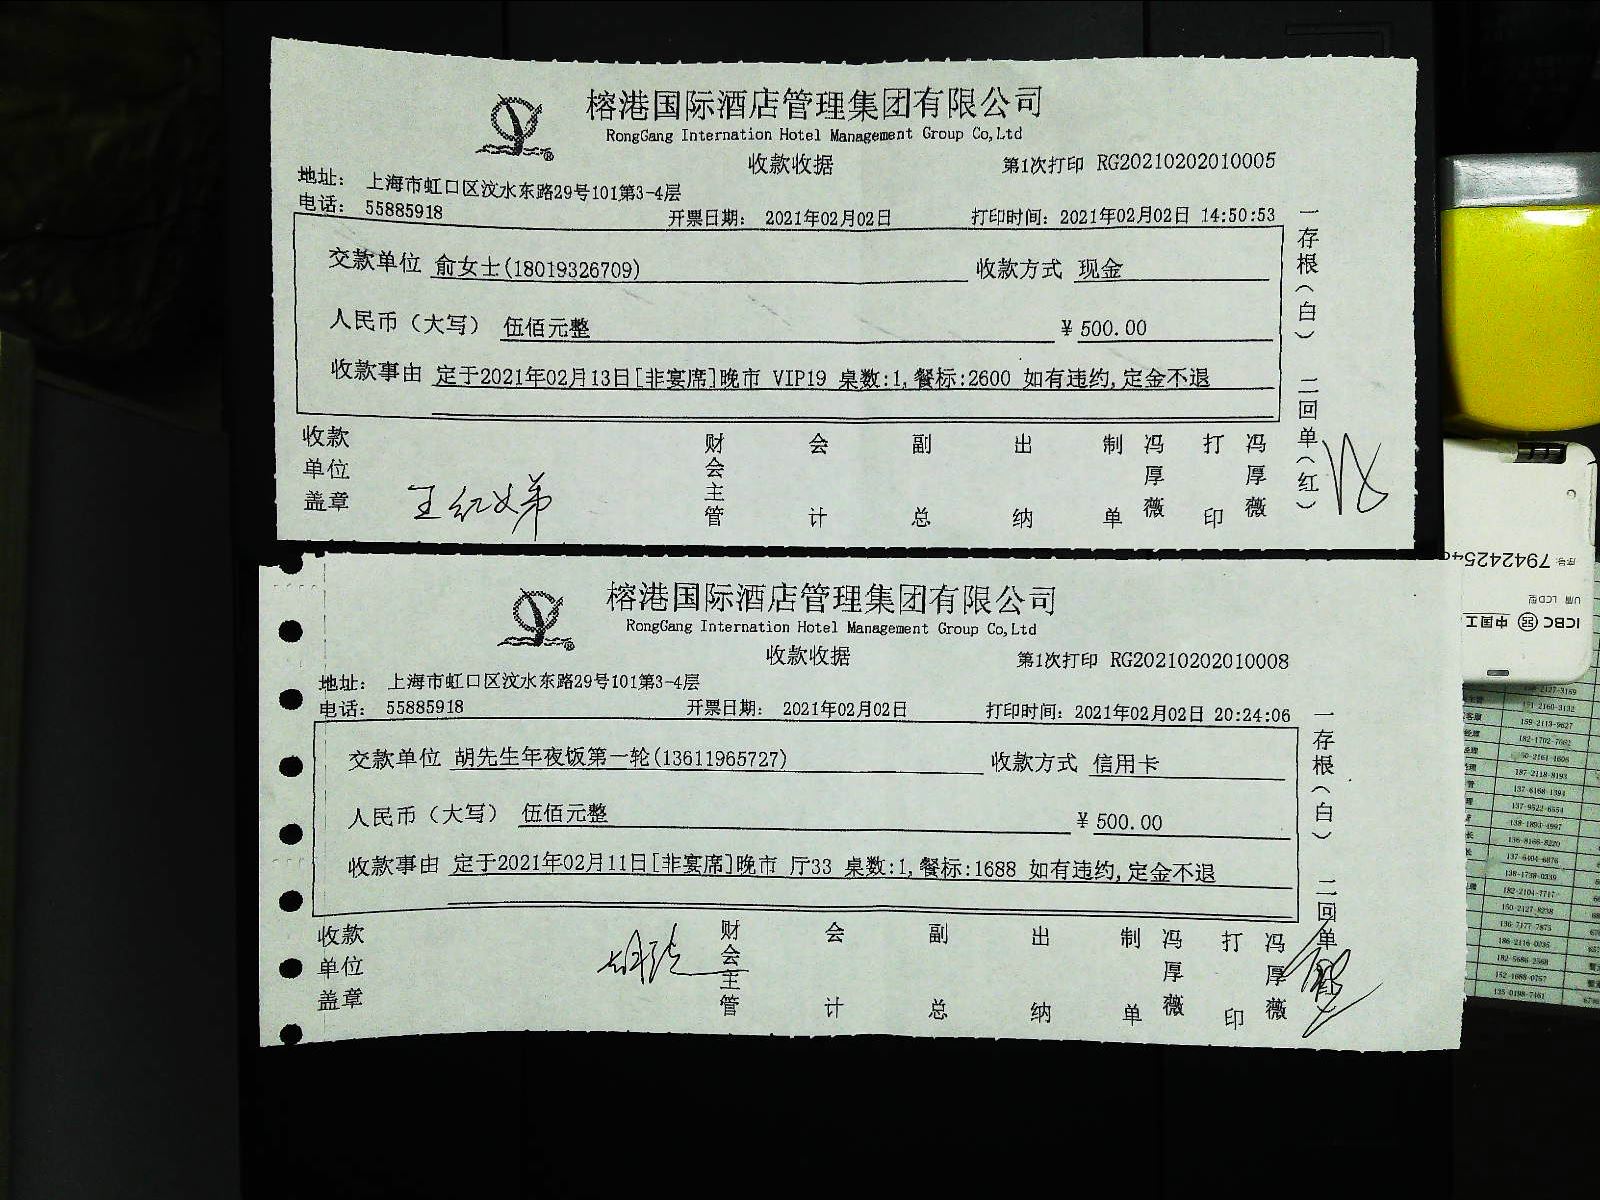 榕港国际酒店管理集团有限公司
RongGang Internation Hotel Management Group Co,Ltd
收款收据
第1次打印 RG20210202010005
地址： 上海市虹口区汶水东路29号101第3-4层
电话： 55885918 开票日期： 2021年02月02日 打印时间：2021年02月02日 14:50:53
交款单位 俞女士(18019326709) 收款方式 现金
人民币（大写） 伍佰元整 ￥500.00
收款事由 定于2021年02月13日[非宴席]晚市 VIP19 桌数:1,餐标:2600 如有违约,定金不退
收款单位盖章 财会主管 会计 副总 出纳 制单 冯厚薇 打印 冯厚薇
一存根(白) 二回单(红)
榕港国际酒店管理集团有限公司
RongGang Internation Hotel Management Group Co,Ltd
收款收据
第1次打印 RG20210202010008
地址： 上海市虹口区汶水东路29号101第3-4层
电话： 55885918 开票日期： 2021年02月02日 打印时间：2021年02月02日 20:24:06
交款单位 胡先生年夜饭第一轮(13611965727) 收款方式 信用卡
人民币（大写） 伍佰元整 ￥500.00
收款事由 定于2021年02月11日[非宴席]晚市 厅33 桌数:1,餐标:1688 如有违约,定金不退
收款单位盖章 财会主管 会计 副总 出纳 制单 冯厚薇 打印 冯厚薇
一存根(白) 二回单
ICBC 中国工